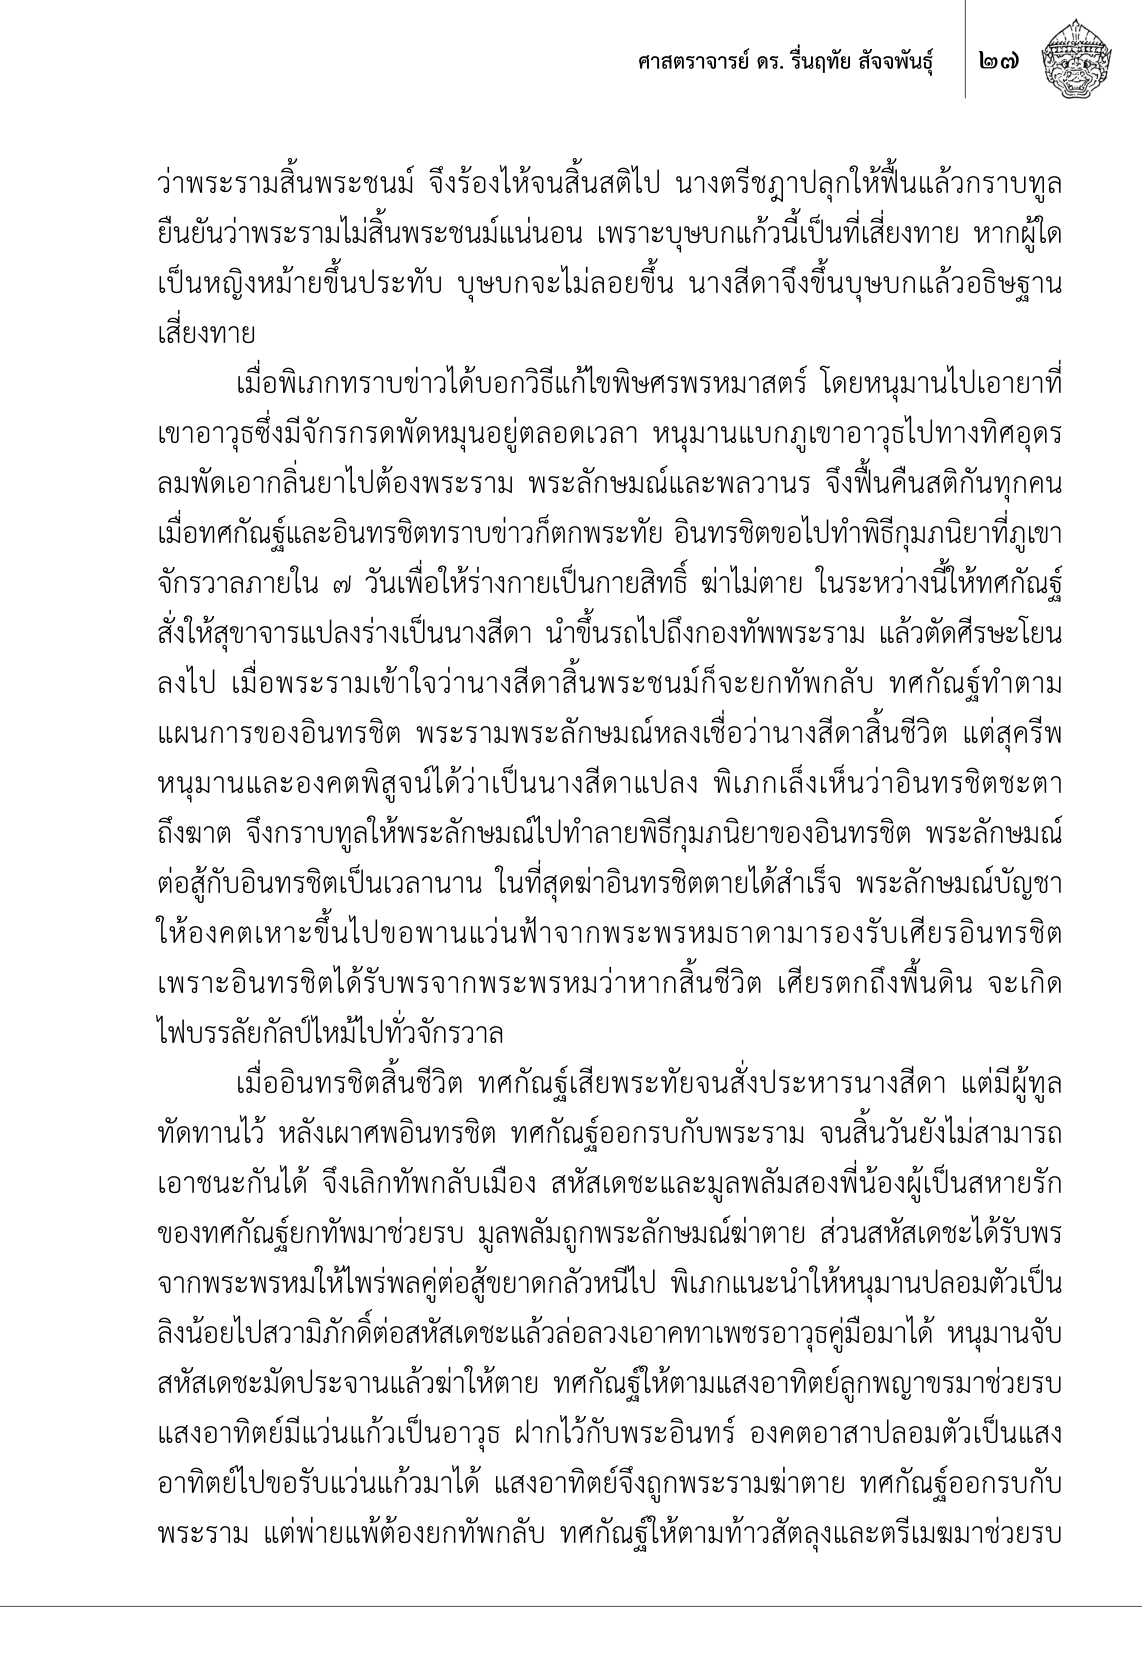 ศาสตราจารย์ ดร. รื่นฤทัย สัจจพันธุ์ ๒๗
ว่าพระรามสิ้นพระชนม์ จึงร้องไห้จนสิ้นสติไป นางตรีชฎาปลุกให้ฟื้นแล้วกราบทูล
ยืนยันว่าพระรามไม่สิ้นพระชนม์แน่นอน เพราะบุษบกแก้วนี้เป็นที่เสี่ยงทาย หากผู้ใด
เป็นหญิงหม้ายขึ้นประทับ บุษบกจะไม่ลอยขึ้น นางสีดาจึงขึ้นบุษบกแล้วอธิษฐาน
เสี่ยงทาย
เมื่อพิเภกทราบข่าวได้บอกวิธีแก้ไขพิษศรพรหมาสตร์ โดยหนุมานไปเอายาที่
เขาอาวุธซึ่งมีจักรกรดพัดหมุนอยู่ตลอดเวลา หนุมานแบกภูเขาอาวุธไปทางทิศอุดร
ลมพัดเอากลิ่นยาไปต้องพระราม พระลักษมณ์และพลวานร จึงฟื้นคืนสติกันทุกคน
เมื่อทศกัณฐ์และอินทรชิตทราบข่าวก็ตกพระทัย อินทรชิตขอไปทำพิธีกุมภนิยาที่ภูเขา
จักรวาลภายใน ๗ วันเพื่อให้ร่างกายเป็นกายสิทธิ์ ฆ่าไม่ตาย ในระหว่างนี้ให้ทศกัณฐ์
สั่งให้สุขาจารแปลงร่างเป็นนางสีดา นำขึ้นรถไปถึงกองทัพพระราม แล้วตัดศีรษะโยน
ลงไป เมื่อพระรามเข้าใจว่านางสีดาสิ้นพระชนม์ก็จะยกทัพกลับ ทศกัณฐ์ทำตาม
แผนการของอินทรชิต พระรามพระลักษมณ์หลงเชื่อว่านางสีดาสิ้นชีวิต แต่สุครีพ
หนุมานและองคตพิสูจน์ได้ว่าเป็นนางสีดาแปลง พิเภกเล็งเห็นว่าอินทรชิตชะตา
ถึงฆาต จึงกราบทูลให้พระลักษมณ์ไปทำลายพิธีกุมภนิยาของอินทรชิต พระลักษมณ์
ต่อสู้กับอินทรชิตเป็นเวลานาน ในที่สุดฆ่าอินทรชิตตายได้สำเร็จ พระลักษมณ์บัญชา
ให้องคตเหาะขึ้นไปขอพานแว่นฟ้าจากพระพรหมธาดามารองรับเศียรอินทรชิต
เพราะอินทรชิตได้รับพรจากพระพรหมว่าหากสิ้นชีวิต เศียรตกถึงพื้นดิน จะเกิด
ไฟบรรลัยกัลป์ไหม้ไปทั่วจักรวาล
เมื่ออินทรชิตสิ้นชีวิต ทศกัณฐ์เสียพระทัยจนสั่งประหารนางสีดา แต่มีผู้ทูล
ทัดทานไว้ หลังเผาศพอินทรชิต ทศกัณฐ์ออกรบกับพระราม จนสิ้นวันยังไม่สามารถ
เอาชนะกันได้ จึงเลิกทัพกลับเมือง สหัสเดชะและมูลพลัมสองพี่น้องผู้เป็นสหายรัก
ของทศกัณฐ์ยกทัพมาช่วยรบ มูลพลัมถูกพระลักษมณ์ฆ่าตาย ส่วนสหัสเดชะได้รับพร
จากพระพรหมให้ไพร่พลคู่ต่อสู้ขยาดกลัวหนีไป พิเภกแนะนำให้หนุมานปลอมตัวเป็น
ลิงน้อยไปสวามิภักดิ์ต่อสหัสเดชะแล้วล่อลวงเอาคทาเพชรอาวุธคู่มือมาได้ หนุมานจับ
สหัสเดชะมัดประจานแล้วฆ่าให้ตาย ทศกัณฐ์ให้ตามแสงอาทิตย์ลูกพญาขรมาช่วยรบ
แสงอาทิตย์มีแว่นแก้วเป็นอาวุธ ฝากไว้กับพระอินทร์ องคตอาสาปลอมตัวเป็นแสง
อาทิตย์ไปขอรับแว่นแก้วมาได้ แสงอาทิตย์จึงถูกพระรามฆ่าตาย ทศกัณฐ์ออกรบกับ
พระราม แต่พ่ายแพ้ต้องยกทัพกลับ ทศกัณฐ์ให้ตามท้าวสัตลุงและตรีเมฆมาช่วยรบ